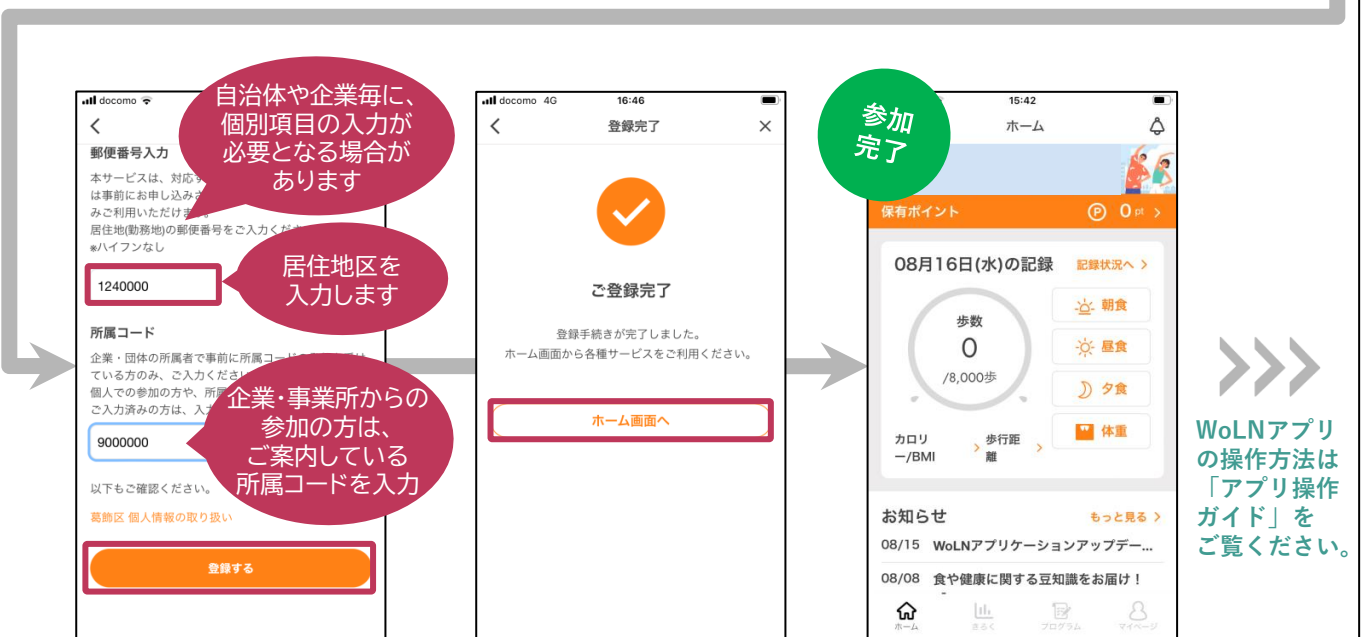 docomo
郵便番号入力
本サービスは、対応
は事前にお申し込み
みご利用いただけま
居住地(勤務地)の郵便番号をご入力くだ
※ハイフンなし
1240000
所属コード
企業・団体の所属者で事前に所属コード
ている方のみ、ご入力くださ
個人での参加の方や、所属
ご入力済みの方は、入
9000000
以下もご確認ください。
葛飾区 個人情報の取り扱い
登録する
自治体や企業毎に、
個別項目の入力が
必要となる場合が
あります
居住地区を
入力します
企業・事業所からの
参加の方は、
ご案内している
所属コードを入力
docomo 4G 16:46
登録完了
ご登録完了
登録手続きが完了しました。
ホーム画面から各種サービスをご利用ください。
ホーム画面へ
参加
完了
15:42
ホーム
保有ポイント P 0 pt >
08月16日(水)の記録 記録状況へ >
歩数
0
/8,000歩
朝食
昼食
夕食
体重
カロリ
ー/BMI >
歩行距
離 >
お知らせ もっと見る >
08/15 WoLNアプリケーションアップデー...
08/08 食や健康に関する豆知識をお届け！
ホーム きろく プログラム マイページ
WoLNアプリ
の操作方法は
「アプリ操作
ガイド」を
ご覧ください。